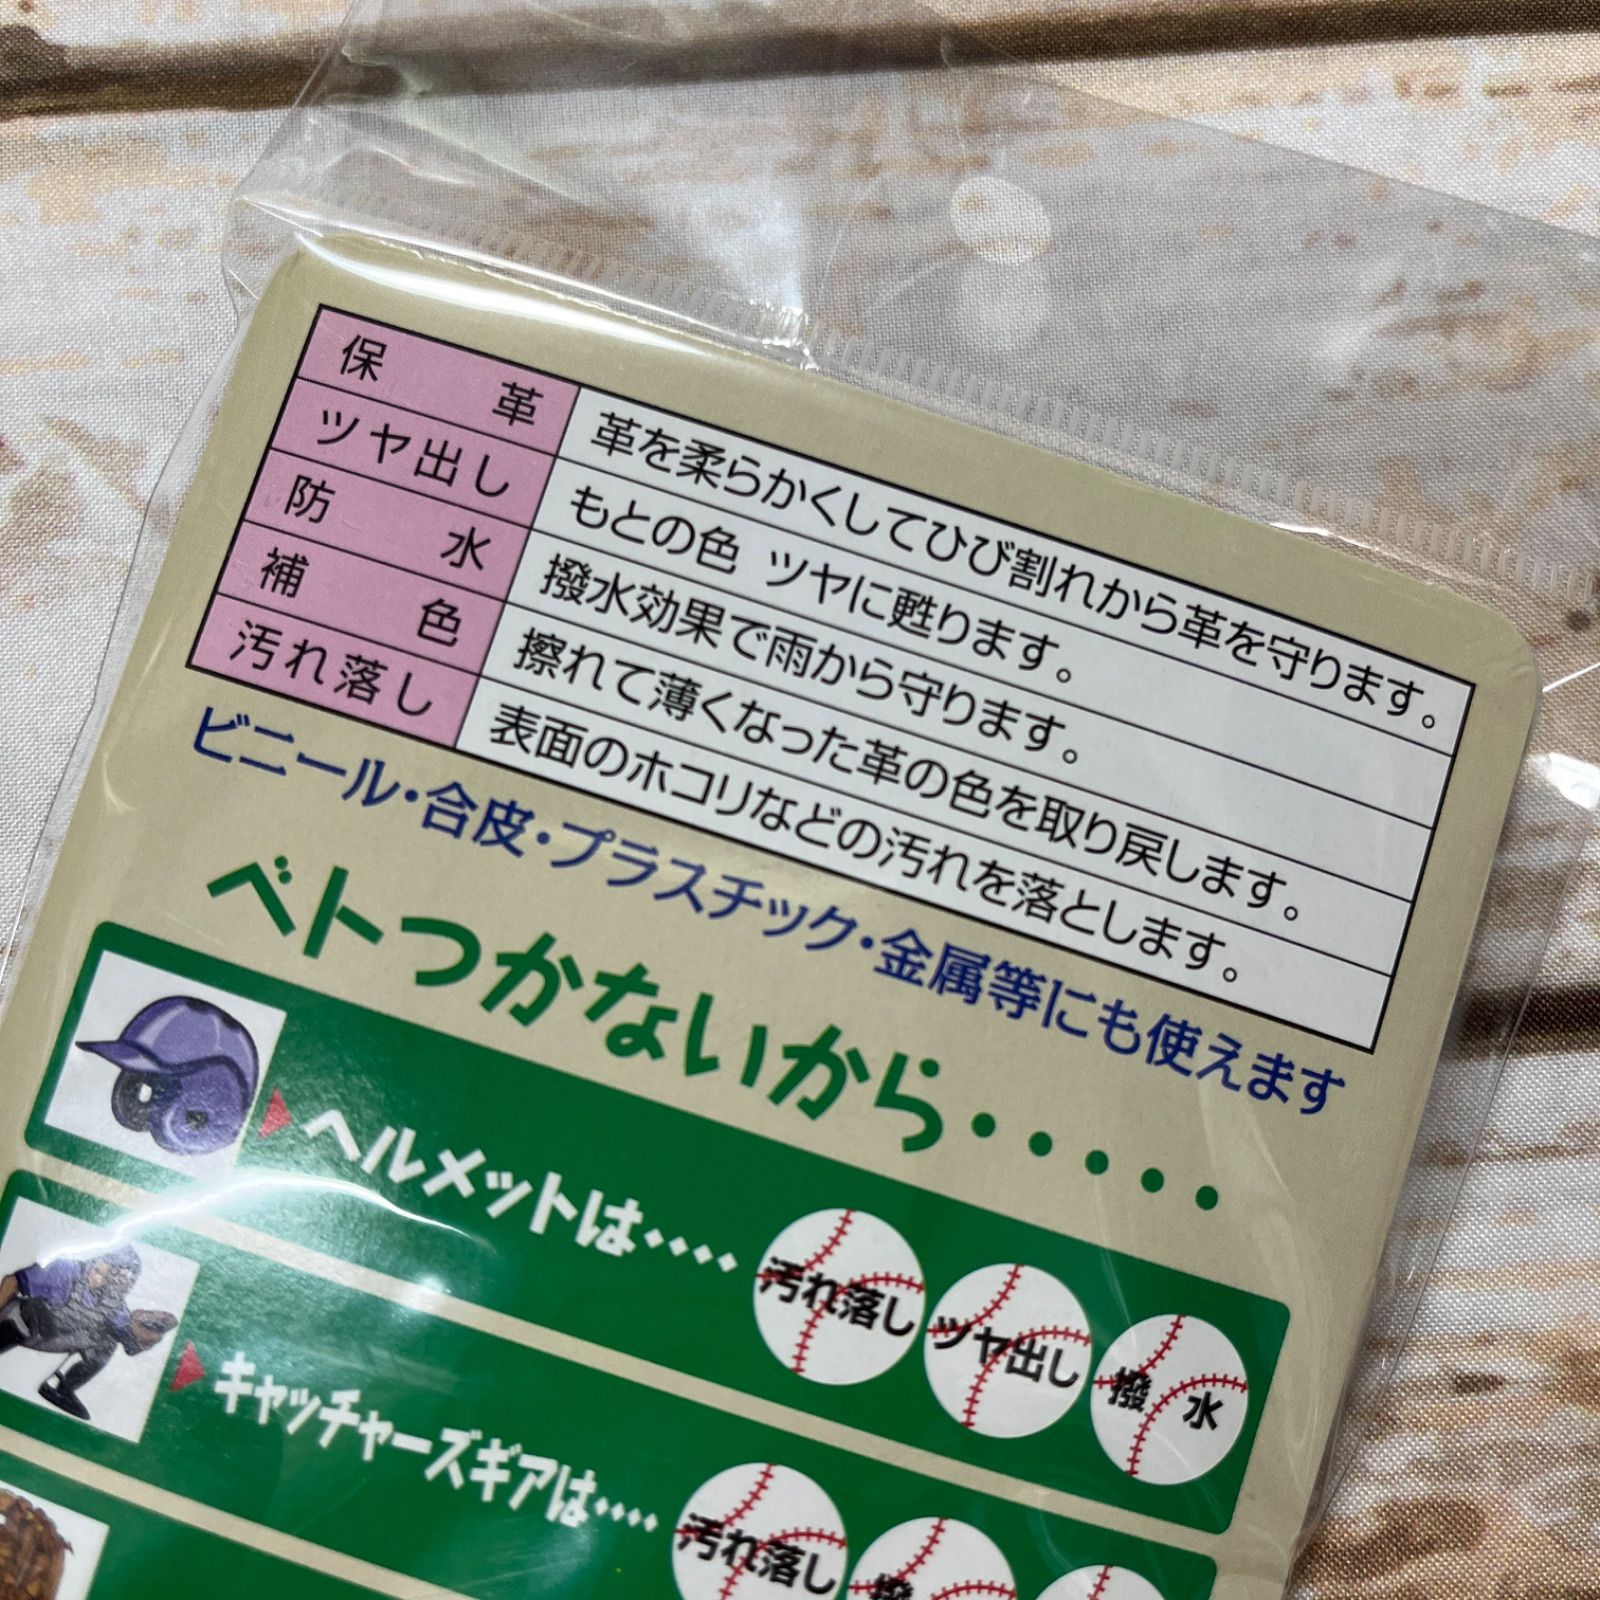 保革 革を柔らかくしてひび割れから革を守ります。
ツヤ出し もとの色 ツヤに甦ります。
防水 撥水効果で雨から守ります。
補色 擦れて薄くなった革の色を取り戻します。
汚れ落し 表面のホコリなどの汚れを落とします。
ビニール・合皮・プラスチック・金属等にも使えます
ベトつかないから・・・・・
ヘルメットは・・・・ 汚れ落し ツヤ出し 撥水
キャッチャーズギアは・・・・ 汚れ落し 撥